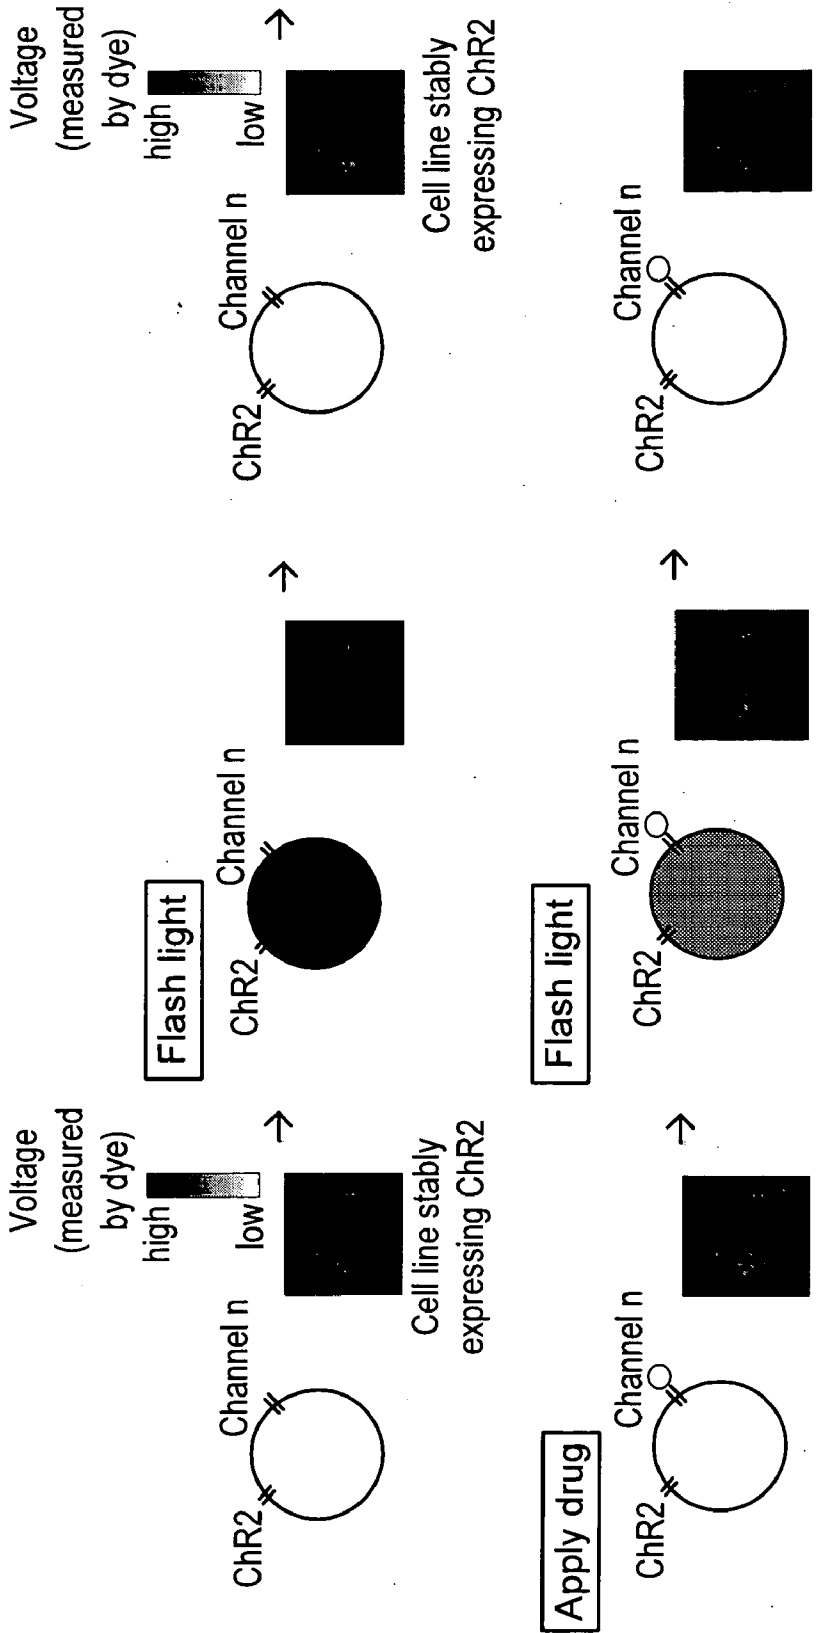 Voltage
(measured
by dye)
high
low
ChR2
Channel n
Cell line stably
expressing ChR2
Flash light
ChR2
Channel n
Voltage
(measured
by dye)
high
low
ChR2
Channel n
Cell line stably
expressing ChR2
Apply drug
ChR2
Channel n
Flash light
ChR2
Channel n
ChR2
Channel n